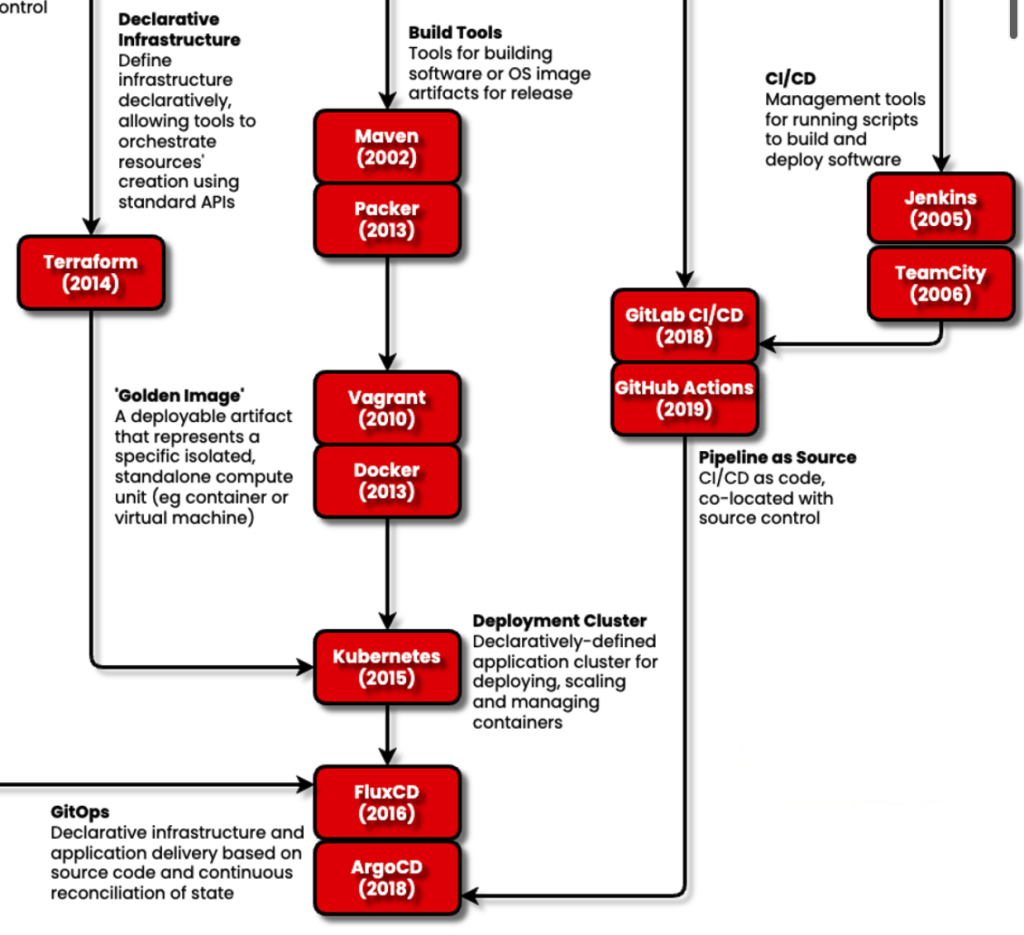 ontrol
Declarative
Infrastructure
Define
infrastructure
declaratively,
allowing tools to
orchestrate
resources'
creation using
standard APIs
Build Tools
Tools for building
software or OS image
artifacts for release
CI/CD
Management tools
for running scripts
to build and
deploy software
Maven
(2002)
Packer
(2013)
Jenkins
(2005)
TeamCity
(2006)
Terraform
(2014)
GitLab CI/CD
(2018)
GitHub Actions
(2019)
'Golden Image'
A deployable artifact
that represents a
specific isolated,
standalone compute
unit (eg container or
virtual machine)
Vagrant
(2010)
Docker
(2013)
Pipeline as Source
CI/CD as code,
co-located with
source control
Kubernetes
(2015)
Deployment Cluster
Declaratively-defined
application cluster for
deploying, scaling
and managing
containers
FluxCD
(2016)
ArgoCD
(2018)
GitOps
Declarative infrastructure and
application delivery based on
source code and continuous
reconciliation of state